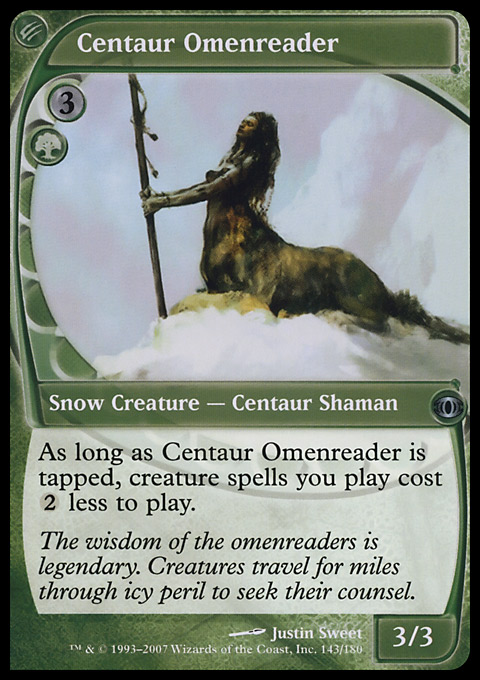 Centaur Omenreader
3
Snow Creature — Centaur Shaman
As long as Centaur Omenreader is
tapped, creature spells you play cost
2 less to play.
The wisdom of the omenreaders is
legendary. Creatures travel for miles
through icy peril to seek their counsel.
Justin Sweet
™ & © 1993–2007 Wizards of the Coast, Inc. 143/180
3/3